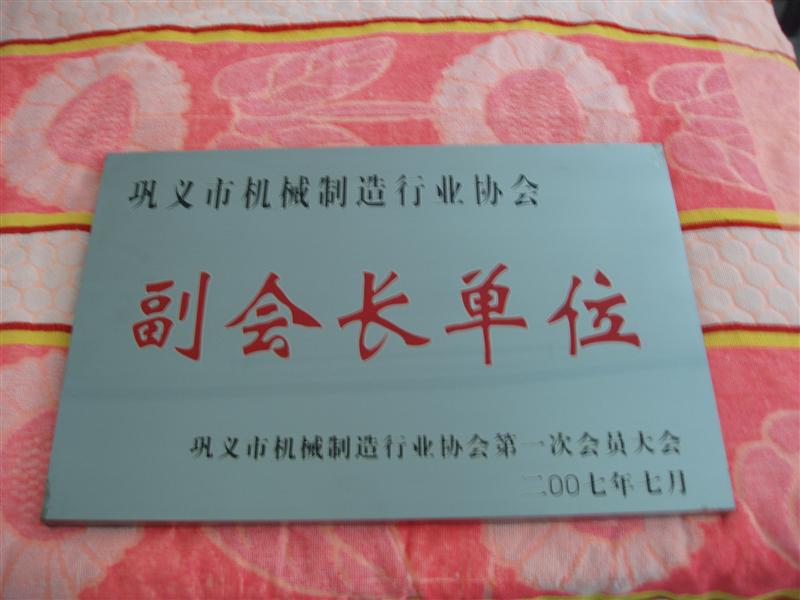 巩义市机械制造行业协会
副会长单位
巩义市机械制造行业协会第一次会员大会
二00七年七月